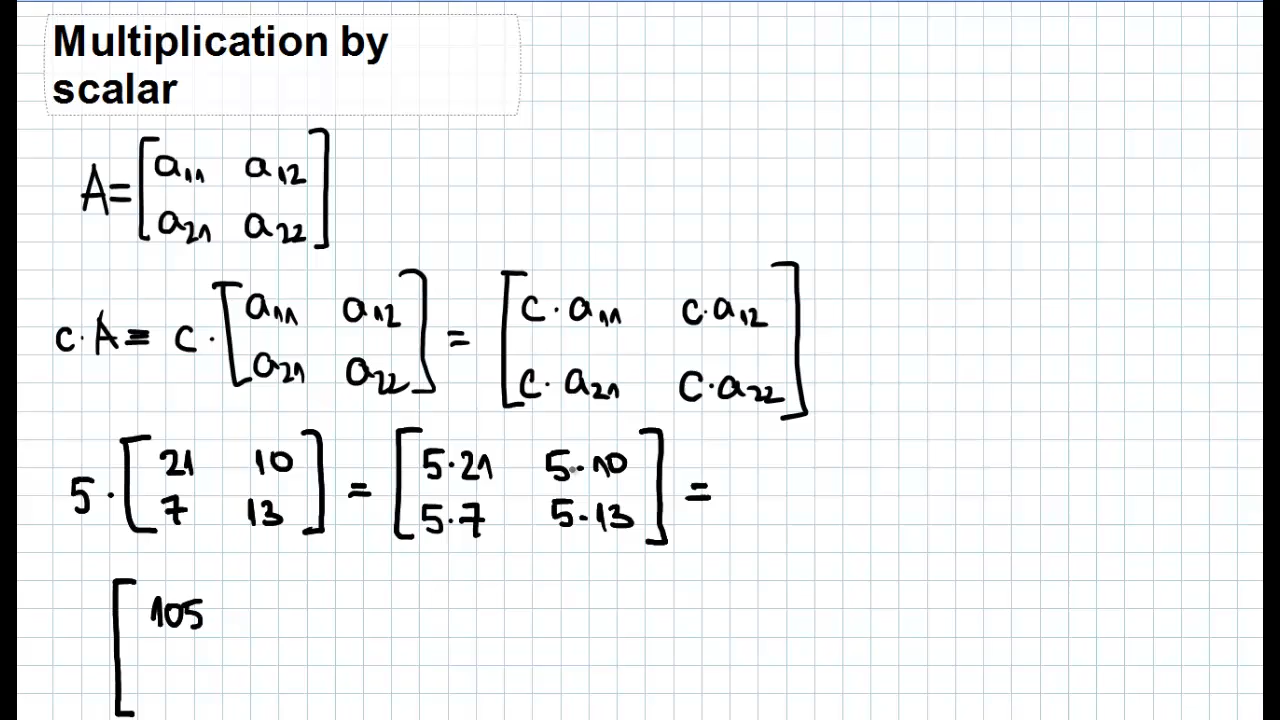 Multiplication by
scalar
A=[a₁₁ a₁₂
a₂₁ a₂₂]
c·A = c·[a₁₁ a₁₂
a₂₁ a₂₂] = [c·a₁₁ c·a₁₂
c·a₂₁ c·a₂₂]
5·[21 10
7 13] = [5·21 5·10
5·7 5·13] =
[105